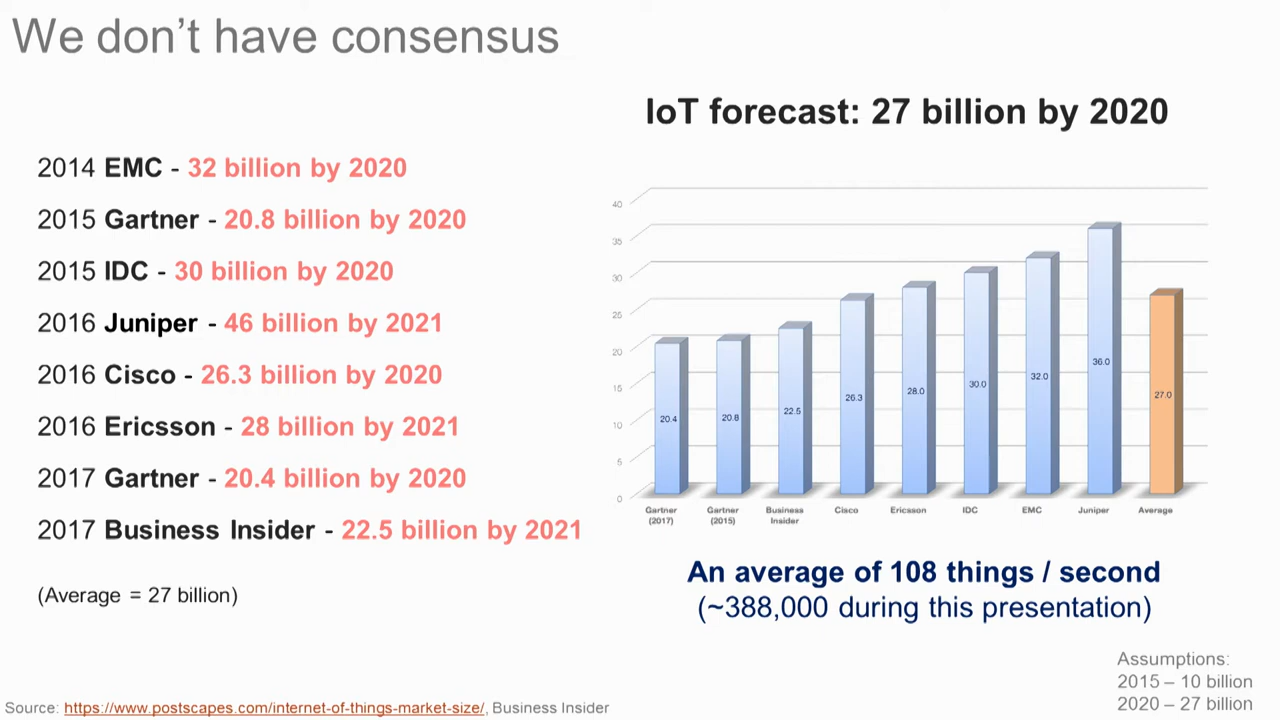 We don't have consensus
2014 EMC - 32 billion by 2020
2015 Gartner - 20.8 billion by 2020
2015 IDC - 30 billion by 2020
2016 Juniper - 46 billion by 2021
2016 Cisco - 26.3 billion by 2020
2016 Ericsson - 28 billion by 2021
2017 Gartner - 20.4 billion by 2020
2017 Business Insider - 22.5 billion by 2021
(Average = 27 billion)
IoT forecast: 27 billion by 2020
40
35
30
25
20
15
10
5
0
20.4
20.8
22.5
26.3
28.0
30.0
32.0
36.0
27.0
Gartner
(2017)
Gartner
(2015)
Business
Insider
Cisco
Ericsson
IDC
EMC
Juniper
Average
An average of 108 things / second
(~388,000 during this presentation)
Assumptions:
2015 – 10 billion
2020 – 27 billion
Source: https://www.postscapes.com/internet-of-things-market-size/, Business Insider